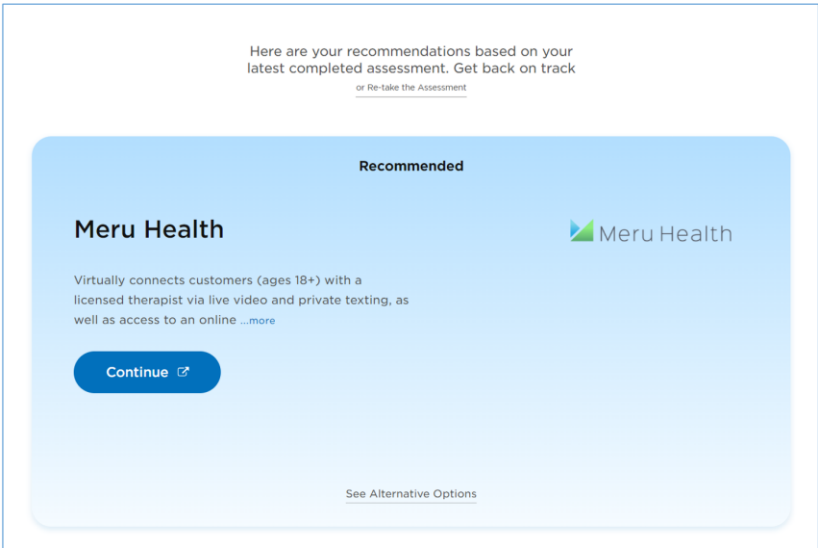 Here are your recommendations based on your
latest completed assessment. Get back on track
or Re-take the Assessment
Recommended
Meru Health
Meru Health
Virtually connects customers (ages 18+) with a
licensed therapist via live video and private texting, as
well as access to an online ...more
Continue
See Alternative Options